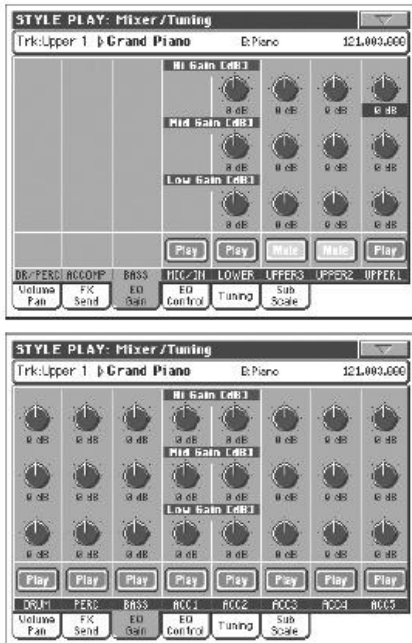 STYLE PLAY: Mixer/Tuning
Trk:Upper 1 Grand Piano B:Piano 121.003.000
Hi Gain [dB]
0 dB 0 dB 0 dB 0 dB
Mid Gain [dB]
0 dB 0 dB 0 dB 0 dB
Low Gain [dB]
0 dB 0 dB 0 dB 0 dB
Play Play Mute Mute Play
DR/PERC ACCOMP BASS MIC/IN LOWER UPPER3 UPPER2 UPPER1
Volume Pan FX Send EQ Gain EQ Control Tuning Sub Scale
STYLE PLAY: Mixer/Tuning
Trk:Upper 1 Grand Piano B:Piano 121.003.000
Hi Gain [dB]
0 dB 0 dB 0 dB 0 dB 0 dB 0 dB 0 dB 0 dB
Mid Gain [dB]
0 dB 0 dB 0 dB 0 dB 0 dB 0 dB 0 dB 0 dB
Low Gain [dB]
0 dB 0 dB 0 dB 0 dB 0 dB 0 dB 0 dB 0 dB
Play Play Play Play Play Play Play Play
DRUM PERC BASS ACC1 ACC2 ACC3 ACC4 ACC5
Volume Pan FX Send EQ Gain EQ Control Tuning Sub Scale